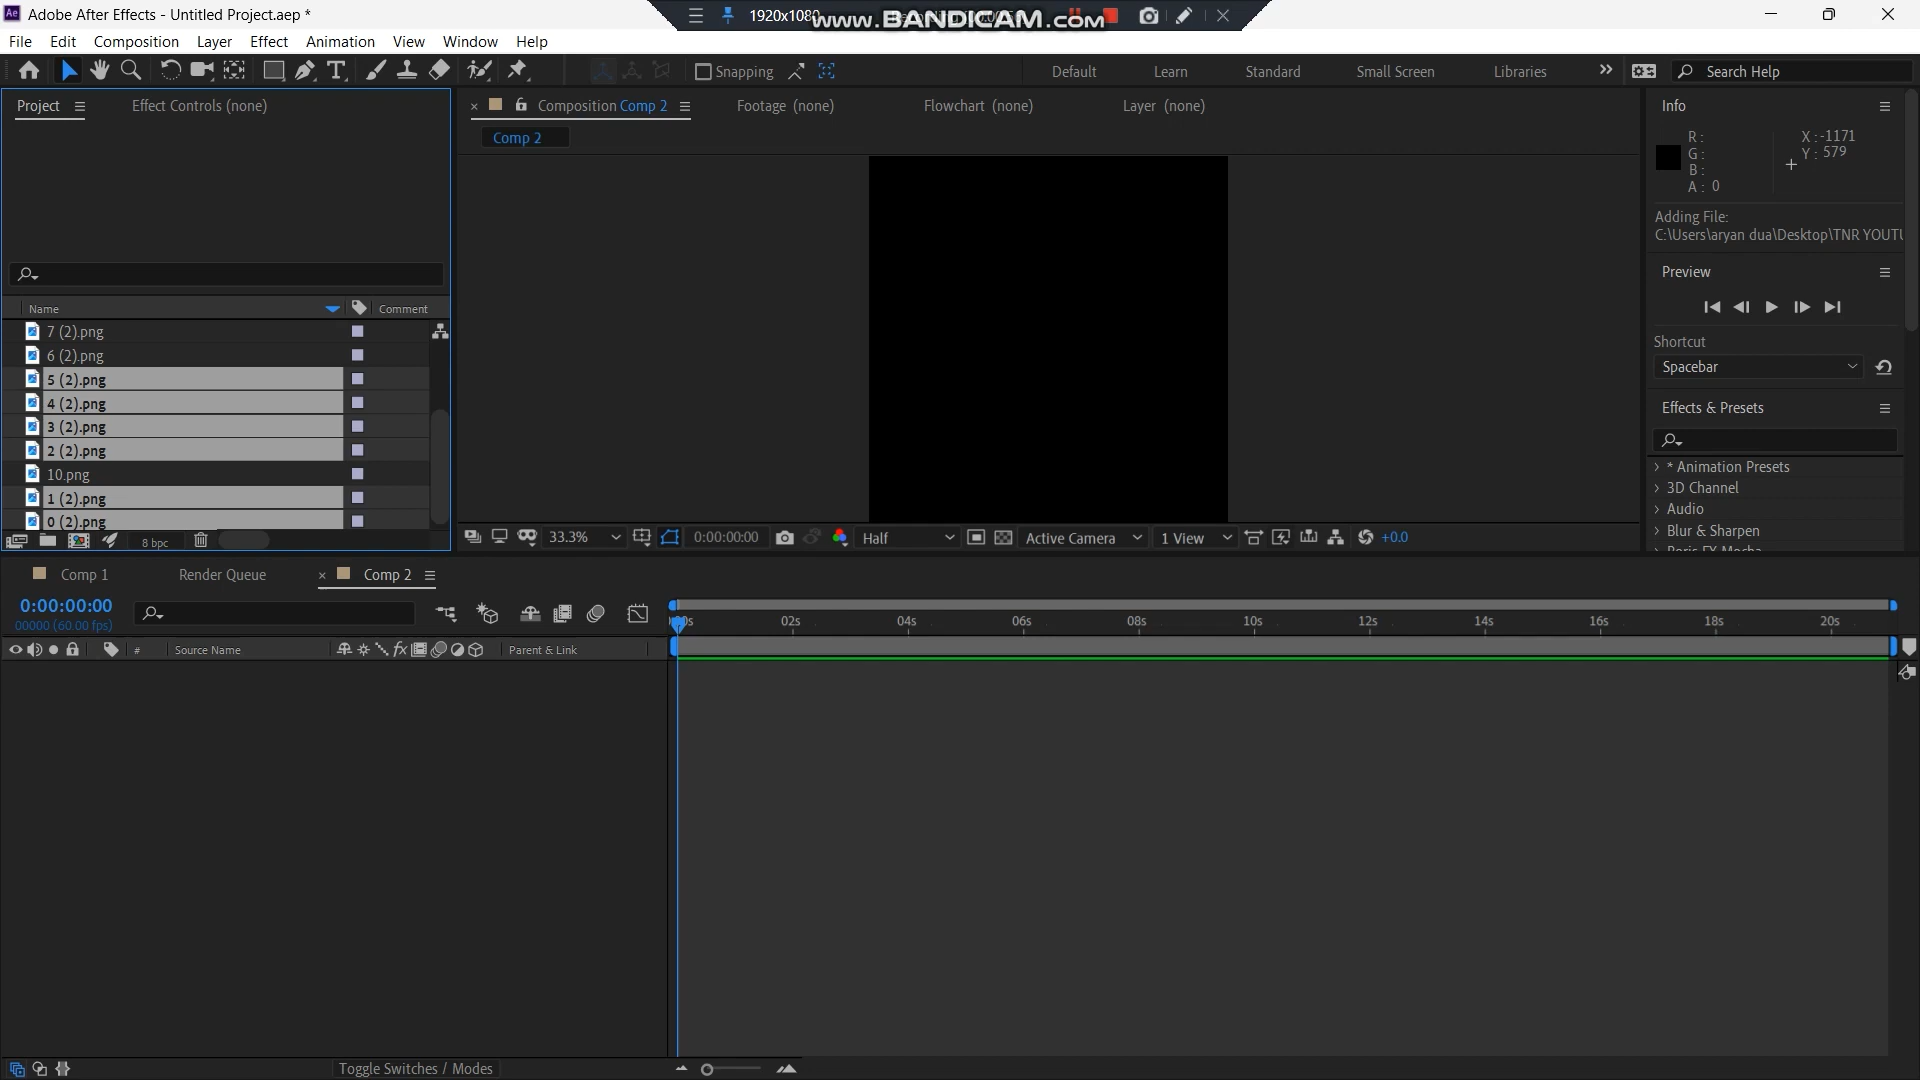 Adobe After Effects - Untitled Project.aep *
1920x1080
www.BANDICAM.com
File Edit Composition Layer Effect Animation View Window Help
Snapping
Default Learn Standard Small Screen Libraries
Search Help
Project
Effect Controls (none)
Composition Comp 2
Footage (none)
Flowchart (none)
Layer (none)
Info
Comp 2
R :
G :
B :
A : 0
X : -1171
Y : 579
Adding File:
C:\Users\aryan dua\Desktop\TNR YOUTU
Preview
Shortcut
Spacebar
Effects & Presets
* Animation Presets
3D Channel
Audio
Blur & Sharpen
Boris FX Mocha
Name Comment
7 (2).png
6 (2).png
5 (2).png
4 (2).png
3 (2).png
2 (2).png
10.png
1 (2).png
0 (2).png
8 bpc
33.3%
0:00:00:00
Half
Active Camera
1 View
+0.0
Comp 1
Render Queue
Comp 2
0:00:00:00
00000 (60.00 fps)
02s 04s 06s 08s 10s 12s 14s 16s 18s 20s
# Source Name
Parent & Link
Toggle Switches / Modes